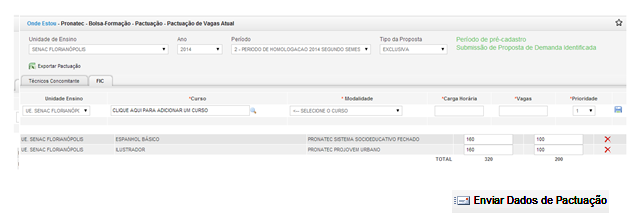 Onde Estou - Pronatec - Bolsa-Formação - Pactuação - Pactuação de Vagas Atual
Unidade de Ensino Ano Período Tipo da Proposta
SENAC FLORIANÓPOLIS 2014 2 - PERIODO DE HOMOLOGACAO 2014 SEGUNDO SEMES EXCLUSIVA
Período de pré-cadastro
Submissão de Proposta de Demanda Identificada
Exportar Pactuação
Técnicos Concomitante FIC
Unidade Ensino *Curso *Modalidade *Carga Horária *Vagas *Prioridade
UE. SENAC FLORIANÓPO CLIQUE AQUI PARA ADICIONAR UM CURSO <-- SELECIONE O CURSO 1
UE. SENAC FLORIANÓPOLIS ESPANHOL BÁSICO PRONATEC SISTEMA SOCIOEDUCATIVO FECHADO 160 100
UE. SENAC FLORIANÓPOLIS ILUSTRADOR PRONATEC PROJOVEM URBANO 160 100
TOTAL 320 200
Enviar Dados de Pactuação